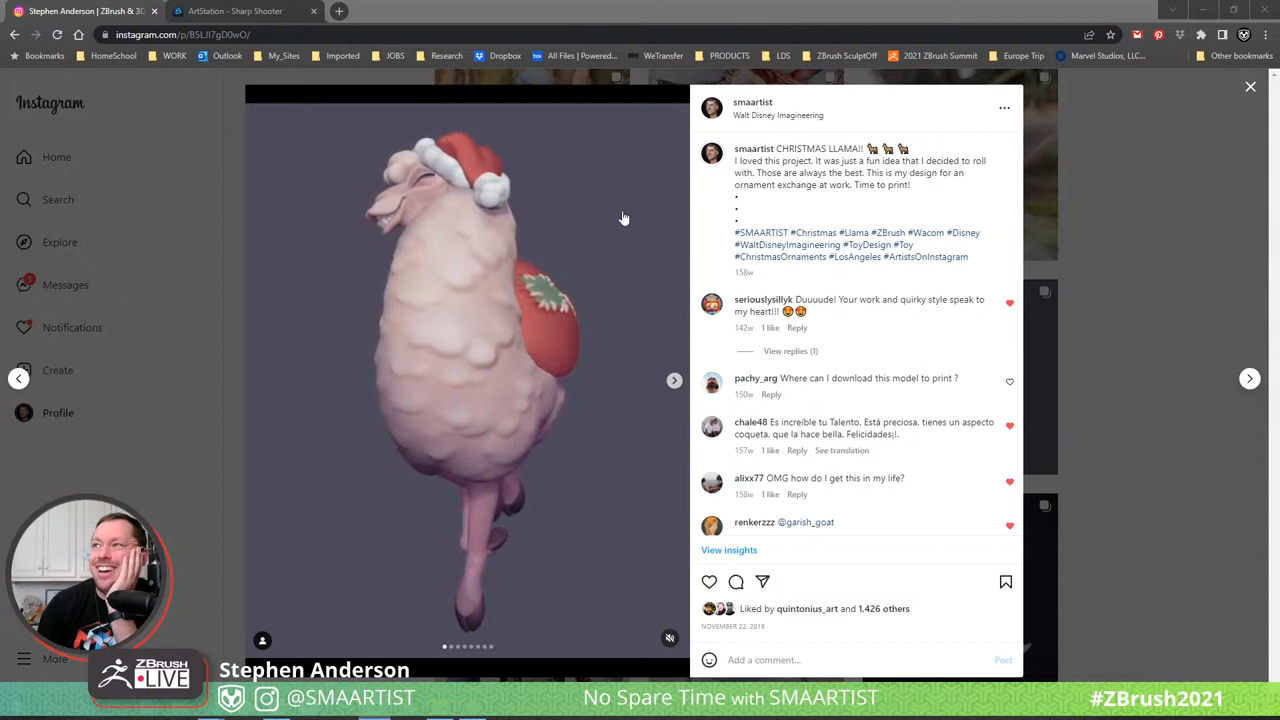 Stephen Anderson | ZBrush & 3D
ArtStation - Stephp Shoter
instagram.com/p/B5LJI7gD0wO/
Bookmarks
HomeSchool
WORK
Optical
My_Sites
Imported
JOBS
Research
Dropbox
All Files | Powered...
WeTransfer
PRODUCTS
LDS
ZBrush SculptOff
2021 ZBrush Summit
Europe Trip
Marvel Studios, LLC...
Other bookmarks
Instagram
Home
Search
Explore
Messages
Notifications
Create
Profile
More
smaartist
Walt Disney Imagineering
smaartist CHRISTMAS LLAMA!! 🦙 🦙 🦙
I loved this project. It was just a fun idea that I decided to roll
with. Those are always the best. This is my design for an
ornament exchange at work. Time to print!
•
•
•
#SMAARTIST #Christmas #Llama #ZBrush #Wacom #Disney
#WaltDisneyImagineering #ToyDesign #Toy
#ChristmasOrnaments #LosAngeles #ArtistsOnInstagram
158w
seriouslysillyk Duuuude! Your work and quirky style speak to
my heart!!! 😍😍
142w 1 like Reply
View replies (1)
pachy_arg Where can I download this model to print ?
150w Reply
chale48 Es increíble tu Talento. Está preciosa, tienes un aspecto
coqueta, que la hace bella. Felicidades¡!.
157w 1 like Reply See translation
alixx77 OMG how do I get this in my life?
158w 1 like Reply
renkerzzz @garish_goat
View insights
Liked by quintonius_art and 1,426 others
NOVEMBER 22, 2019
Add a comment...
Post
ZBRUSH
LIVE
Stephen Anderson
@SMAARTIST
No Spare Time with SMAARTIST
#ZBrush2021